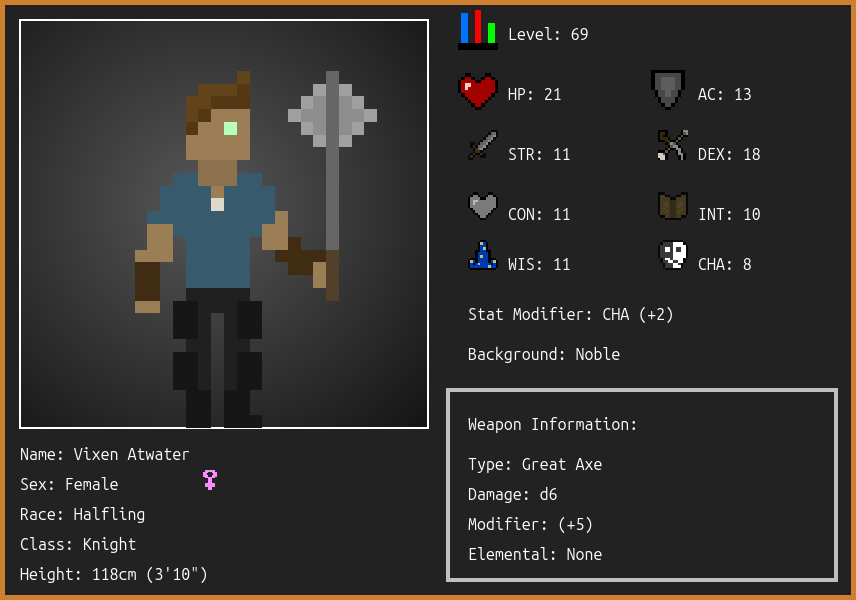 Level: 69
HP: 21
AC: 13
STR: 11
DEX: 18
CON: 11
INT: 10
WIS: 11
CHA: 8
Stat Modifier: CHA (+2)
Background: Noble
Weapon Information:
Type: Great Axe
Damage: d6
Modifier: (+5)
Elemental: None
Name: Vixen Atwater
Sex: Female
Race: Halfling
Class: Knight
Height: 118cm (3'10")